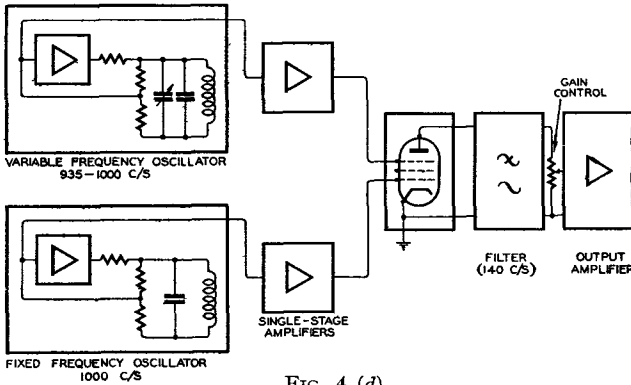 GAIN
CONTROL
VARIABLE FREQUENCY OSCILLATOR
935–1000 C/S
FILTER
(140 C/S)
OUTPUT
AMPLIFIER
SINGLE-STAGE
AMPLIFIERS
FIXED FREQUENCY OSCILLATOR
1000 C/S
FIG. 4 (d)